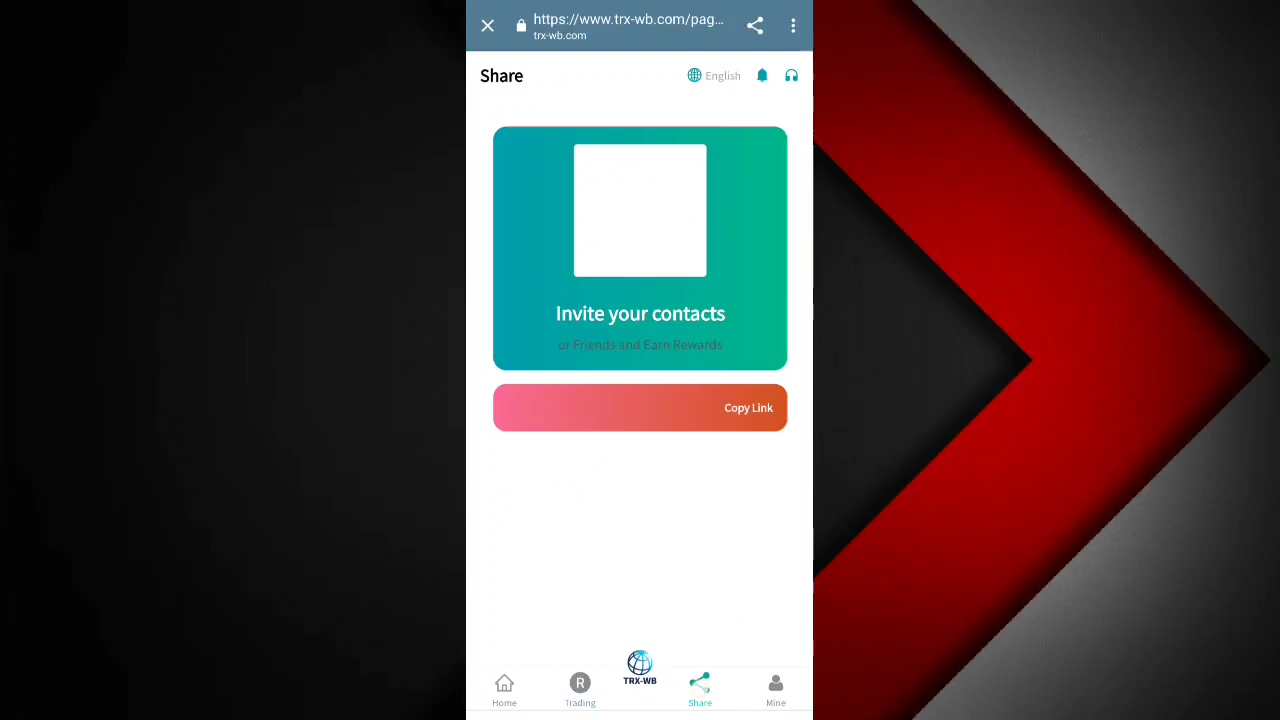 https://www.trx-wb.com/pag...
trx-wb.com
Share
English
Invite your contacts
or Friends and Earn Rewards
Copy Link
TRX-WB
Home
R
Trading
Share
Mine